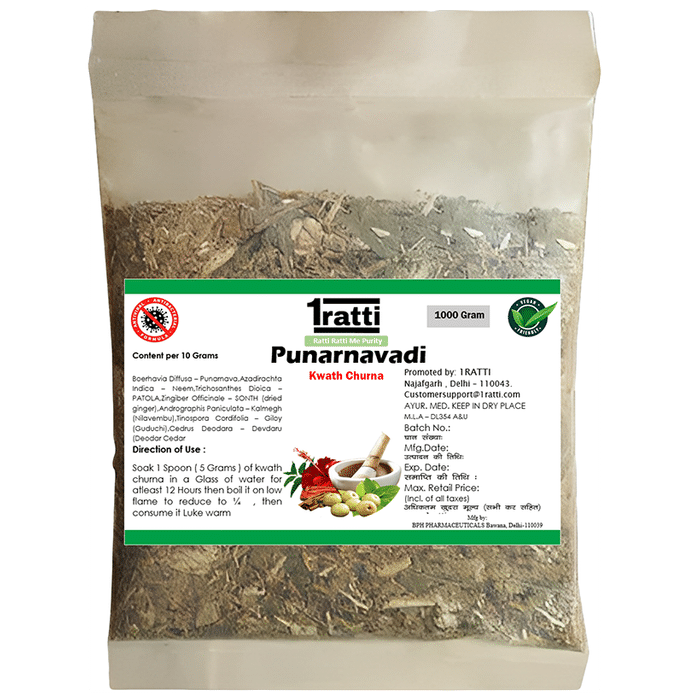 ANTIVIRAL - ANTIBACTERIAL
FORMULA
1ratti
Ratti Ratti Me Purity
1000 Gram
VEGAN
FRIENDLY
Punarnavadi
Kwath Churna
Content per 10 Grams
Boerhavia Diffusa – Punarnava,Azadirachta
Indica – Neem,Trichosanthes Dioica –
PATOLA,Zingiber Officinale – SONTH (dried
ginger),Andrographis Paniculata – Kalmegh
(Nilavembu),Tinospora Cordifolia – Giloy
(Guduchi),Cedrus Deodara – Devdaru
(Deodar Cedar
Direction of Use :
Soak 1 Spoon ( 5 Grams ) of kwath
churna in a Glass of water for
atleast 12 Hours then boil it on low
flame to reduce to ¼ , then
consume it Luke warm
Promoted by: 1RATTI
Najafgarh , Delhi – 110043.
Customersupport@1ratti.com
AYUR. MED. KEEP IN DRY PLACE
M.L.A – DL354 A&U
Batch No.:
घान संख्या:
Mfg.Date:
उत्पादन की तिथि:
Exp. Date:
समाप्ति की तिथि :
Max. Retail Price:
(Incl. of all taxes)
अधिकतम खुदरा मूल्य (सभी कर सहित)
Mfg by:
BPH PHARMACEUTICALS Bawana, Delhi-110039